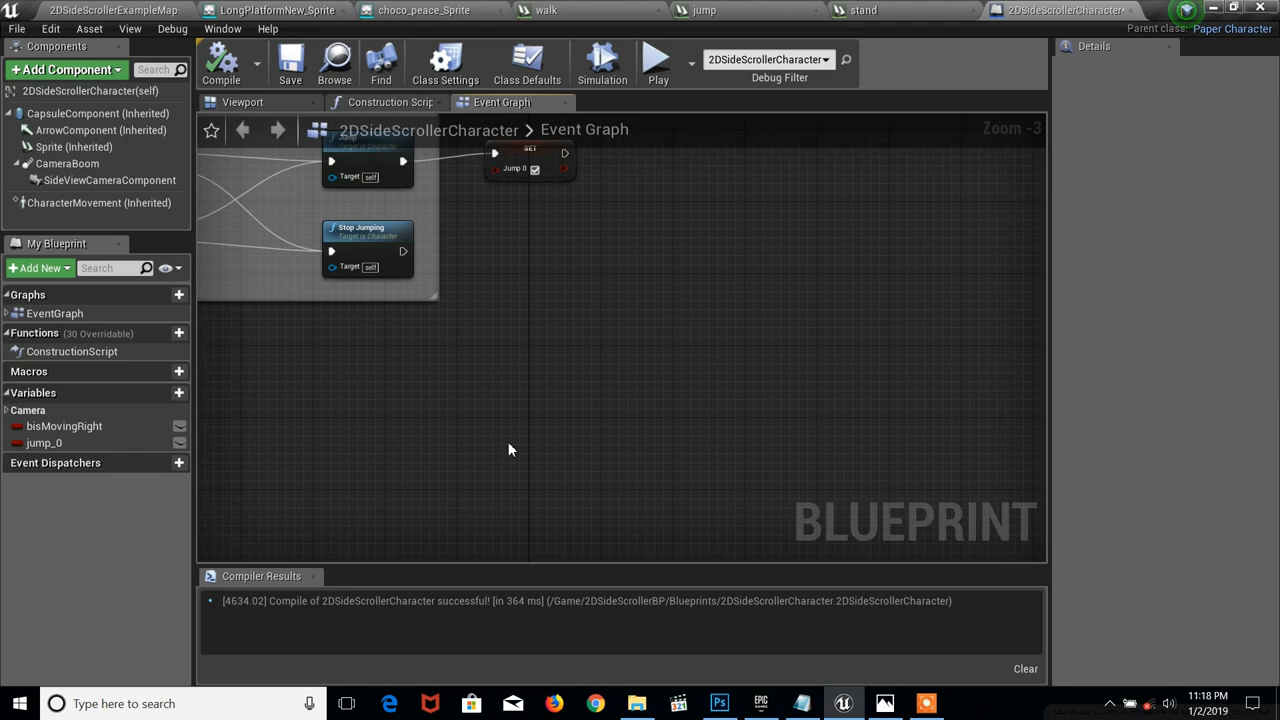 2DSideScrollerExampleMap
LongPlatformNew_Sprite
choco_peace_Sprite
walk
jump
stand
2DSideScrollerCharacter*
File
Edit
Asset
View
Debug
Window
Help
Parent class: Paper Character
Components
+ Add Component
Search
2DSideScrollerCharacter(self)
CapsuleComponent (Inherited)
ArrowComponent (Inherited)
Sprite (Inherited)
CameraBoom
SideViewCameraComponent
CharacterMovement (Inherited)
My Blueprint
+ Add New
Search
Graphs
EventGraph
Functions (30 Overridable)
ConstructionScript
Macros
Variables
Camera
bisMovingRight
jump_0
Event Dispatchers
Compile
Save
Browse
Find
Class Settings
Class Defaults
Simulation
Play
2DSideScrollerCharacter
Debug Filter
Viewport
Construction Scrip
Event Graph
2DSideScrollerCharacter > Event Graph
Zoom -3
Jump
Target is Character
Target self
SET
Jump 0
Stop Jumping
Target is Character
Target self
BLUEPRINT
Compiler Results
[4634.02] Compile of 2DSideScrollerCharacter successful! [in 364 ms] (/Game/2DSideScrollerBP/Blueprints/2DSideScrollerCharacter.2DSideScrollerCharacter)
Clear
Details
Type here to search
321
Ps
EPIC
GAMES
11:18 PM
1/2/2019